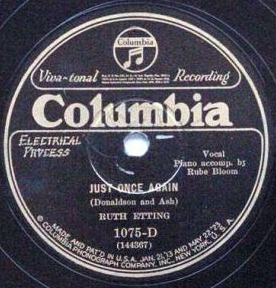 Columbia
Viva-tonal Recording
Columbia
ELECTRICAL
PROCESS
Vocal
Piano accomp. by
Rube Bloom
JUST ONCE AGAIN
(Donaldson and Ash)
RUTH ETTING
1075-D
(144367)
MADE AND PAT'D IN U.S.A. JAN. 21,'13 AND MAY 22,'23
COLUMBIA PHONOGRAPH COMPANY, INC. NEW YORK, U.S.A.